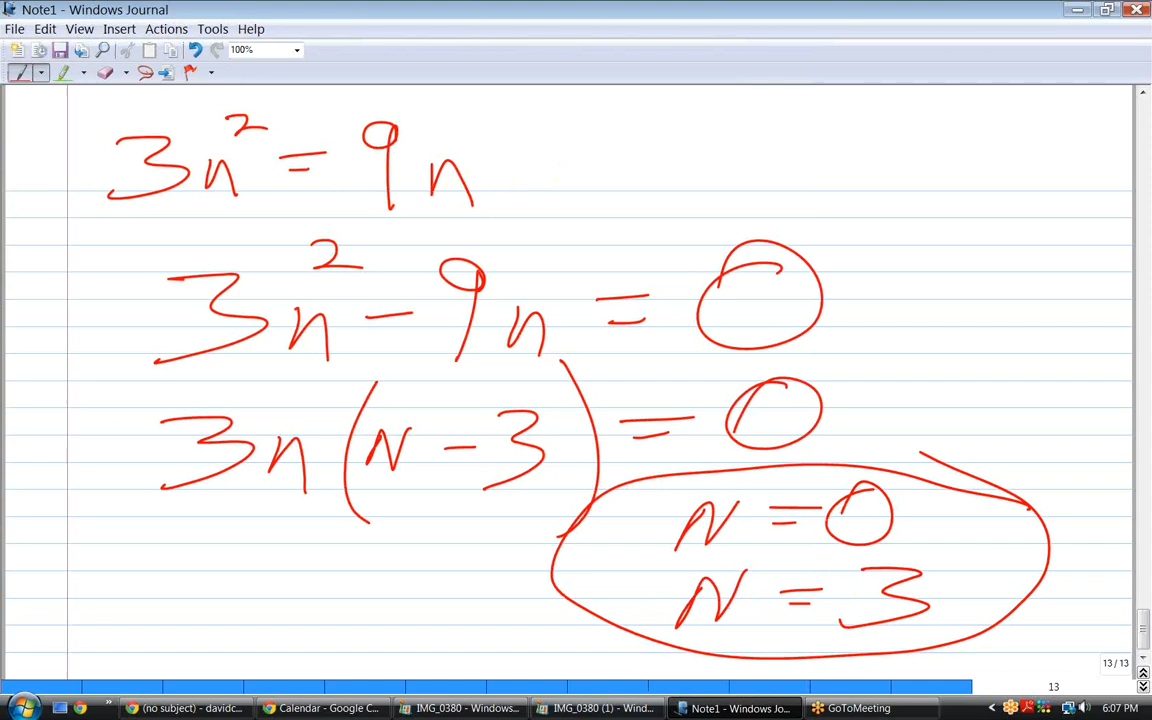 Note1 - Windows Journal
File Edit View Insert Actions Tools Help
100%
3n² = 9n
3n² - 9n = 0
3n(N - 3) = 0
N = 0
N = 3
13 / 13
13
(no subject) - davidc... Calendar - Google C... IMG_0380 - Windows... IMG_0380 (1) - Wind... Note1 - Windows Jo... GoToMeeting 6:07 PM